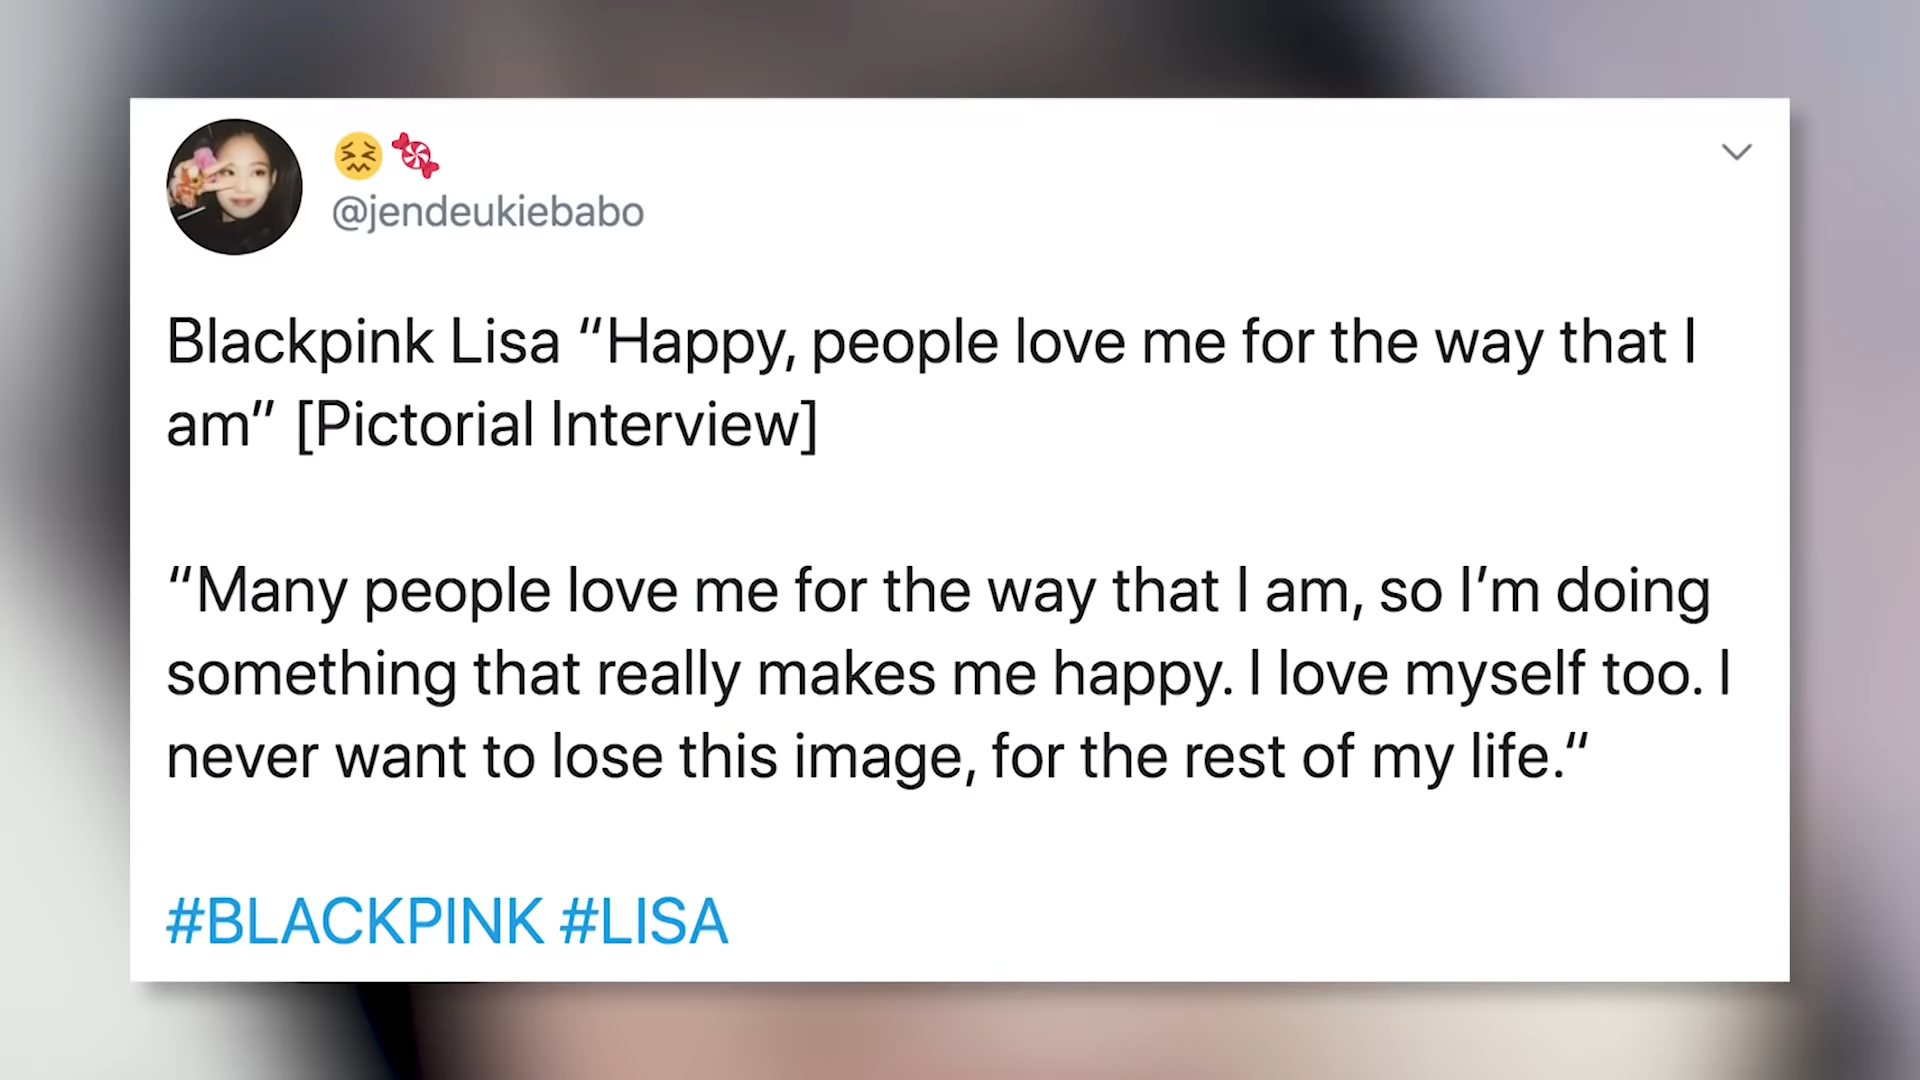 😖🍬
@jendeukiebabo
Blackpink Lisa “Happy, people love me for the way that I
am” [Pictorial Interview]
“Many people love me for the way that I am, so I’m doing
something that really makes me happy. I love myself too. I
never want to lose this image, for the rest of my life.“
#BLACKPINK #LISA